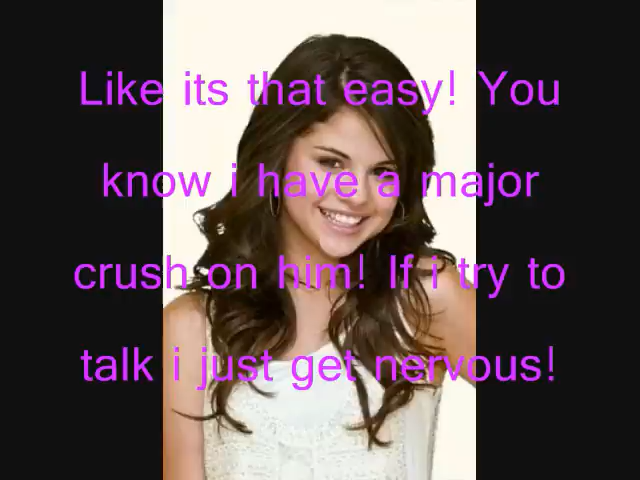 Like its that easy! You
know i have a major
crush on him! If i try to
talk i just get nervous!